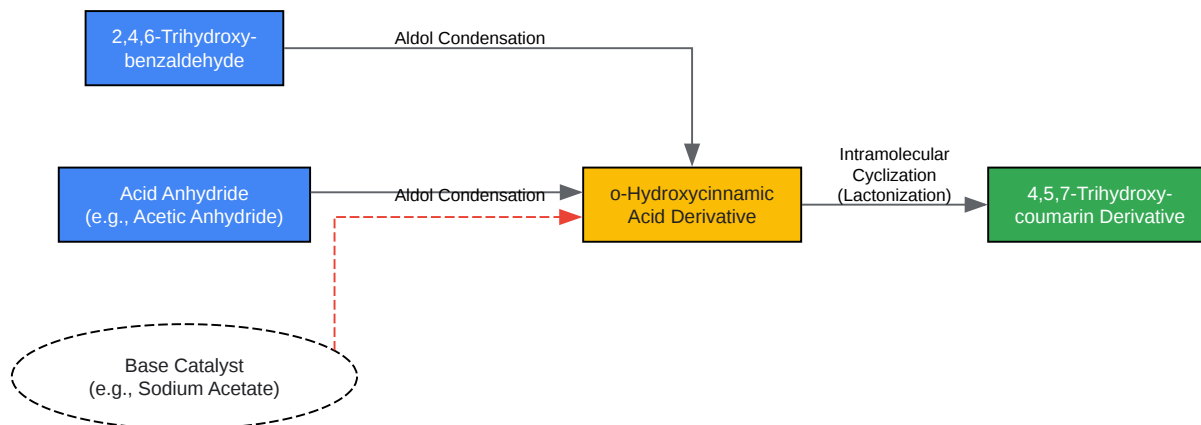 2,4,6-Trihydroxy-
benzaldehyde
Aldol Condensation
Acid Anhydride
(e.g., Acetic Anhydride)
Aldol Condensation
o-Hydroxycinnamic
Acid Derivative
Intramolecular
Cyclization
(Lactonization)
4,5,7-Trihydroxy-
coumarin Derivative
Base Catalyst
(e.g., Sodium Acetate)